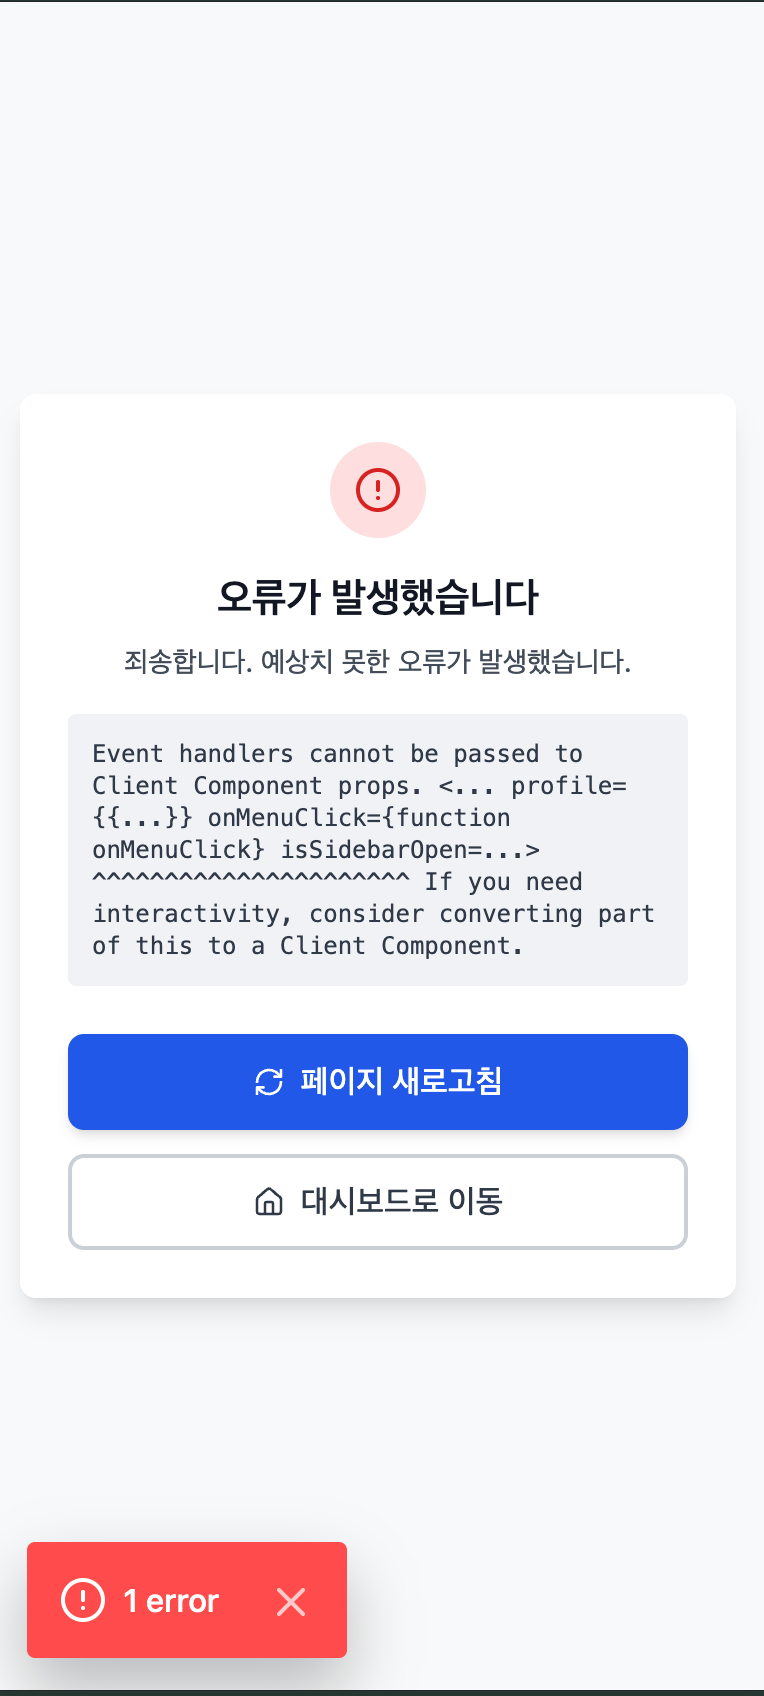 오류가 발생했습니다
죄송합니다. 예상치 못한 오류가 발생했습니다.
Event handlers cannot be passed to
Client Component props. <... profile=
{{...}} onMenuClick={function
onMenuClick} isSidebarOpen=...>
^^^^^^^^^^^^^^^^^^^^^^ If you need
interactivity, consider converting part
of this to a Client Component.
페이지 새로고침
대시보드로 이동
1 error